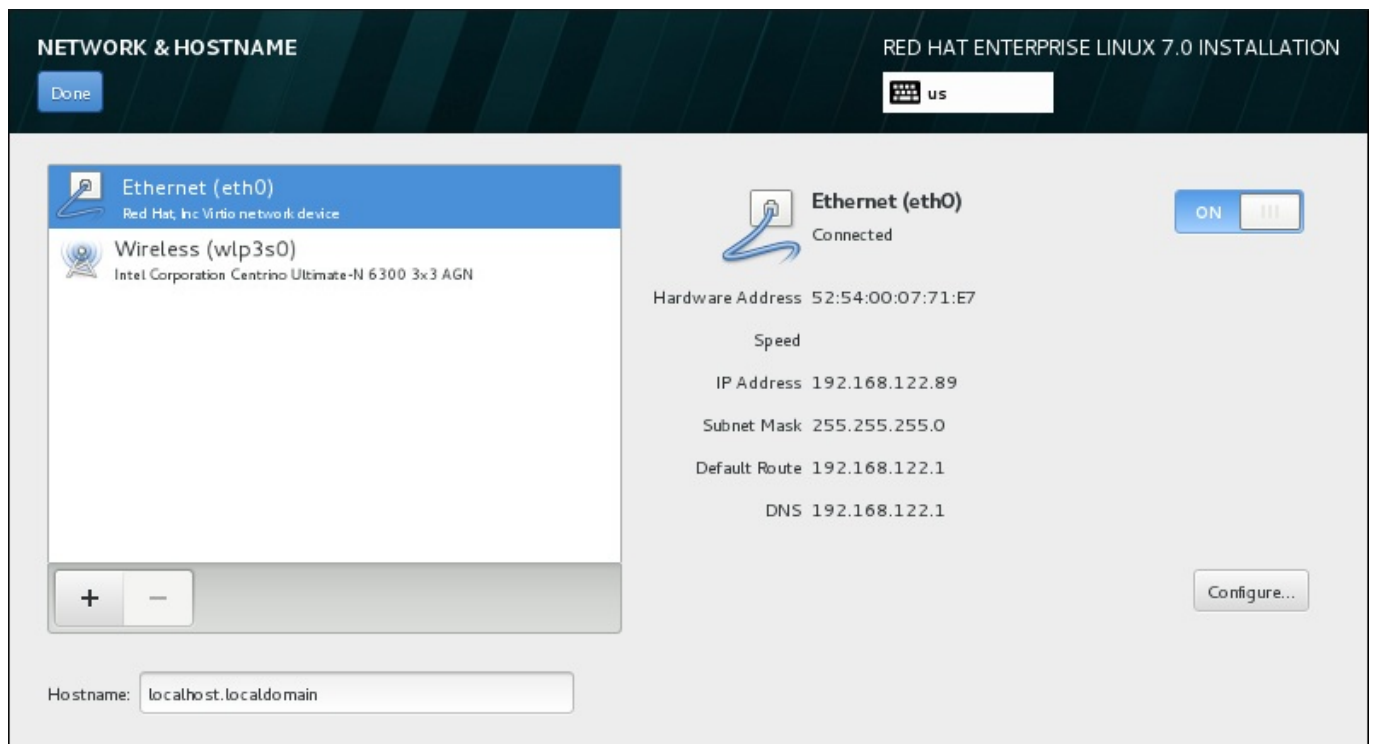 NETWORK & HOSTNAME
RED HAT ENTERPRISE LINUX 7.0 INSTALLATION
Done
us
Ethernet (eth0)
Red Hat, Inc Virtio network device
Wireless (wlp3s0)
Intel Corporation Centrino Ultimate-N 6300 3x3 AGN
Ethernet (eth0)
Connected
ON
Hardware Address 52:54:00:07:71:E7
Speed
IP Address 192.168.122.89
Subnet Mask 255.255.255.0
Default Route 192.168.122.1
DNS 192.168.122.1
+ −
Configure...
Hostname: localhost.localdomain